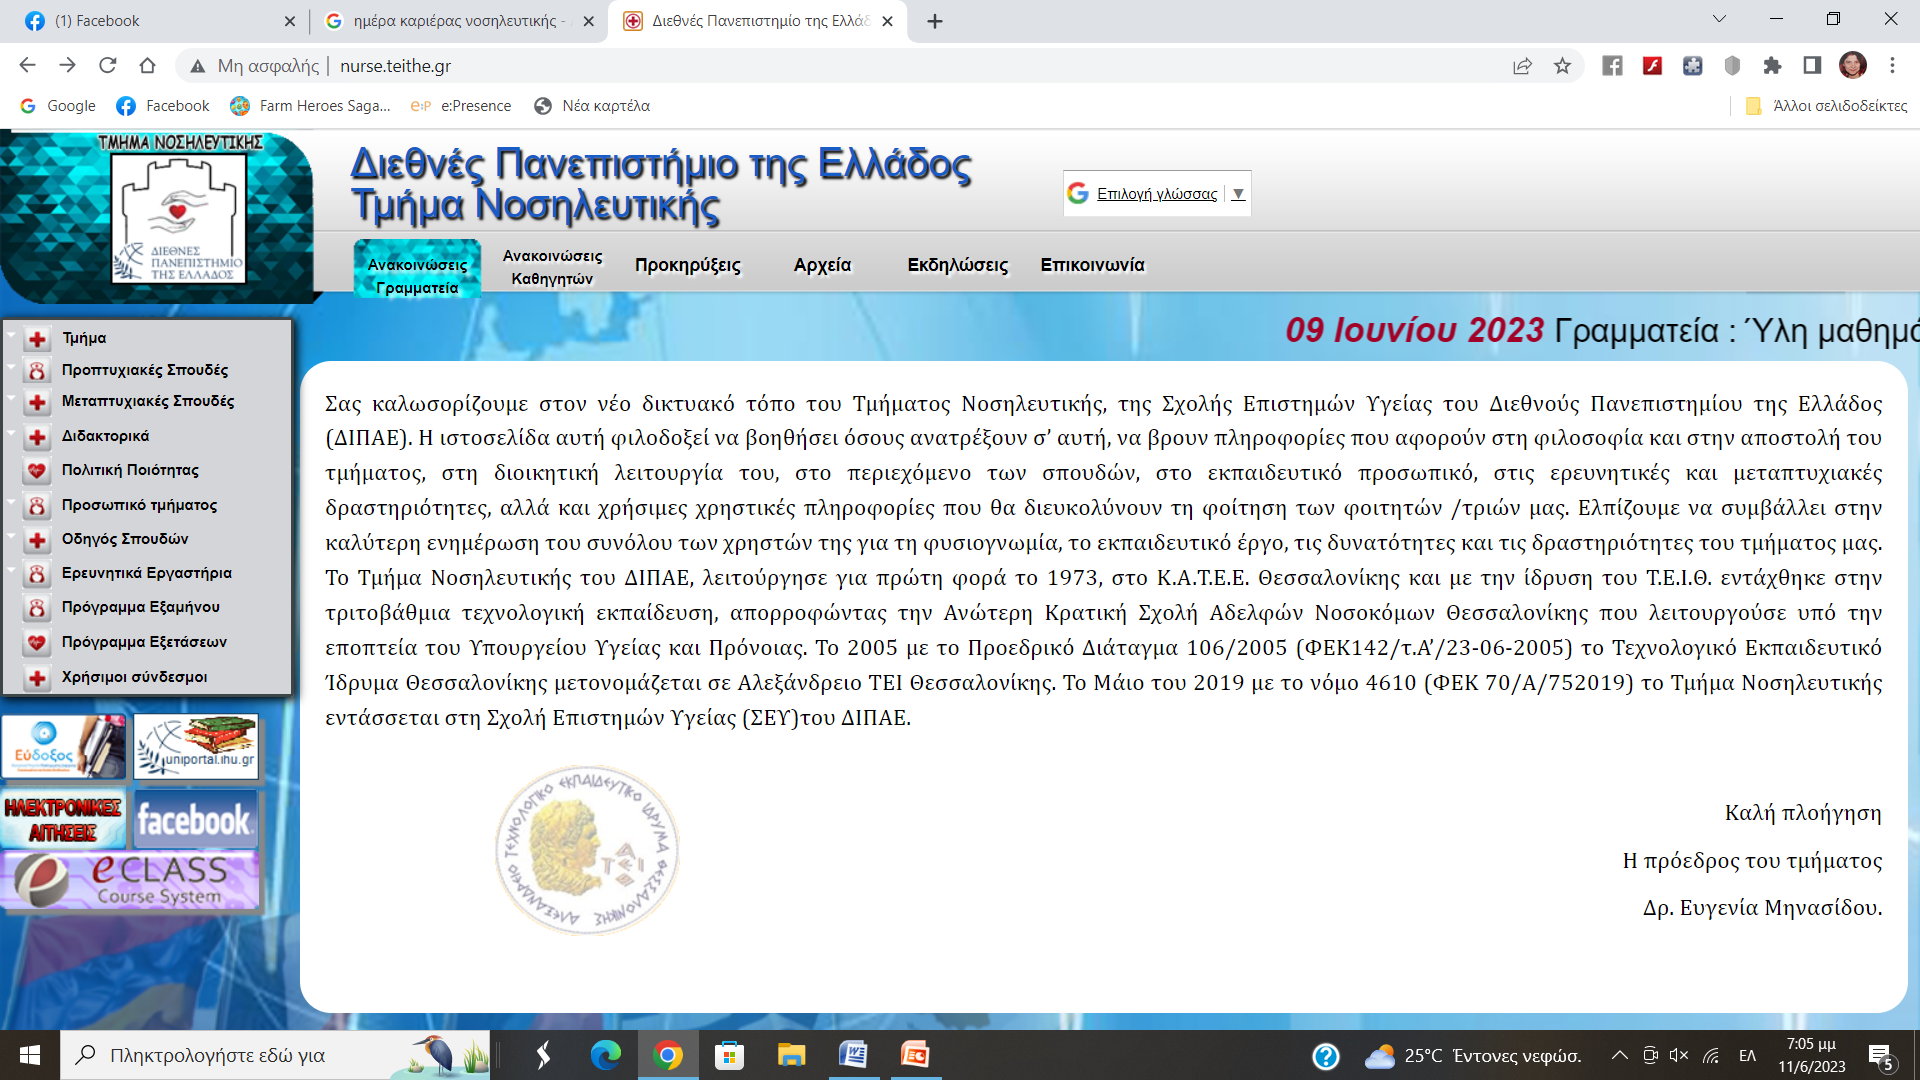 (1) Facebook
ημέρα καριέρας νοσηλευτικής -
Διεθνές Πανεπιστημίο της Ελλάδ
Μη ασφαλής
nurse.teithe.gr
Google
Facebook
Farm Heroes Saga...
e:Presence
Νέα καρτέλα
Άλλοι σελιδοδείκτες
ΤΜΗΜΑ ΝΟΣΗΛΕΥΤΙΚΗΣ
ΔΙΕΘΝΕΣ
ΠΑΝΕΠΙΣΤΗΜΙΟ
ΤΗΣ ΕΛΛΑΔΟΣ
Διεθνές Πανεπιστήμιο της Ελλάδος
Τμήμα Νοσηλευτικής
Επιλογή γλώσσας ▼
Ανακοινώσεις
Γραμματεία
Ανακοινώσεις
Καθηγητών
Προκηρύξεις
Αρχεία
Εκδηλώσεις
Επικοινωνία
09 Ιουνίου 2023 Γραμματεία : Ύλη μαθημά
Τμήμα
Προπτυχιακές Σπουδές
Μεταπτυχιακές Σπουδές
Διδακτορικά
Πολιτική Ποιότητας
Προσωπικό τμήματος
Οδηγός Σπουδών
Ερευνητικά Εργαστήρια
Πρόγραμμα Εξαμήνου
Πρόγραμμα Εξετάσεων
Χρήσιμοι σύνδεσμοι
Εύδοξος
uniportal.ihu.gr
ΗΛΕΚΤΡΟΝΙΚΕΣ
ΑΙΤΗΣΕΙΣ
facebook
eCLASS
Course System
Σας καλωσορίζουμε στον νέο δικτυακό τόπο του Τμήματος Νοσηλευτικής, της Σχολής Επιστημών Υγείας του Διεθνούς Πανεπιστημίου της Ελλάδος
(ΔΙΠΑΕ). Η ιστοσελίδα αυτή φιλοδοξεί να βοηθήσει όσους ανατρέξουν σ’ αυτή, να βρουν πληροφορίες που αφορούν στη φιλοσοφία και στην αποστολή του
τμήματος, στη διοικητική λειτουργία του, στο περιεχόμενο των σπουδών, στο εκπαιδευτικό προσωπικό, στις ερευνητικές και μεταπτυχιακές
δραστηριότητες, αλλά και χρήσιμες χρηστικές πληροφορίες που θα διευκολύνουν τη φοίτηση των φοιτητών /τριών μας. Ελπίζουμε να συμβάλλει στην
καλύτερη ενημέρωση του συνόλου των χρηστών της για τη φυσιογνωμία, το εκπαιδευτικό έργο, τις δυνατότητες και τις δραστηριότητες του τμήματος μας.
Το Τμήμα Νοσηλευτικής του ΔΙΠΑΕ, λειτούργησε για πρώτη φορά το 1973, στο Κ.Α.Τ.Ε.Ε. Θεσσαλονίκης και με την ίδρυση του Τ.Ε.Ι.Θ. εντάχθηκε στην
τριτοβάθμια τεχνολογική εκπαίδευση, απορροφώντας την Ανώτερη Κρατική Σχολή Αδελφών Νοσοκόμων Θεσσαλονίκης που λειτουργούσε υπό την
εποπτεία του Υπουργείου Υγείας και Πρόνοιας. Το 2005 με το Προεδρικό Διάταγμα 106/2005 (ΦΕΚ142/τ.Α’/23-06-2005) το Τεχνολογικό Εκπαιδευτικό
Ίδρυμα Θεσσαλονίκης μετονομάζεται σε Αλεξάνδρειο ΤΕΙ Θεσσαλονίκης. Το Μάιο του 2019 με το νόμο 4610 (ΦΕΚ 70/Α/752019) το Τμήμα Νοσηλευτικής
εντάσσεται στη Σχολή Επιστημών Υγείας (ΣΕΥ)του ΔΙΠΑΕ.
ΑΛΕΞΑΝΔΡΕΙΟ ΤΕΧΝΟΛΟΓΙΚΟ ΕΚΠΑΙΔΕΥΤΙΚΟ ΙΔΡΥΜΑ ΘΕΣΣΑΛΟΝΙΚΗΣ
Καλή πλοήγηση
Η πρόεδρος του τμήματος
Δρ. Ευγενία Μηνασίδου.
Πληκτρολογήστε εδώ για
25°C Έντονες νεφώσ.
ΕΛ
7:05 μμ
11/6/2023
5